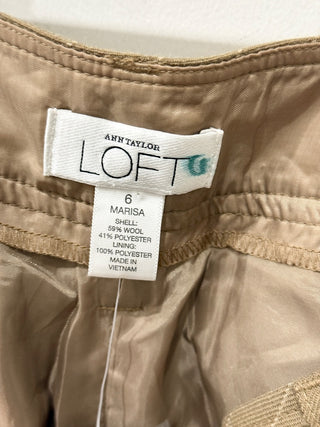 ANN TAYLOR
LOFT
6
MARISA
SHELL:
59% WOOL
41% POLYESTER
LINING:
100% POLYESTER
MADE IN
VIETNAM